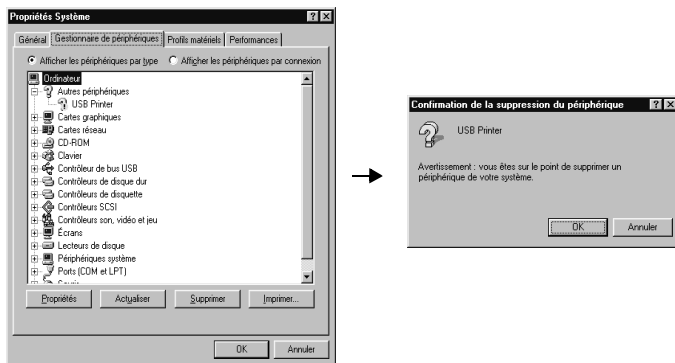 Propriétés Système
Général Gestionnaire de périphériques Profils matériels Performances
Afficher les périphériques par type Afficher les périphériques par connexion
Ordinateur
Autres périphériques
USB Printer
Cartes graphiques
Cartes réseau
CD-ROM
Clavier
Contrôleur de bus USB
Contrôleurs de disque dur
Contrôleurs de disquette
Contrôleurs SCSI
Contrôleurs son, vidéo et jeu
Écrans
Lecteurs de disque
Périphériques système
Ports (COM et LPT)
Propriétés Actualiser Supprimer Imprimer...
OK Annuler
Confirmation de la suppression du périphérique
USB Printer
Avertissement : vous êtes sur le point de supprimer un
périphérique de votre système.
OK Annuler